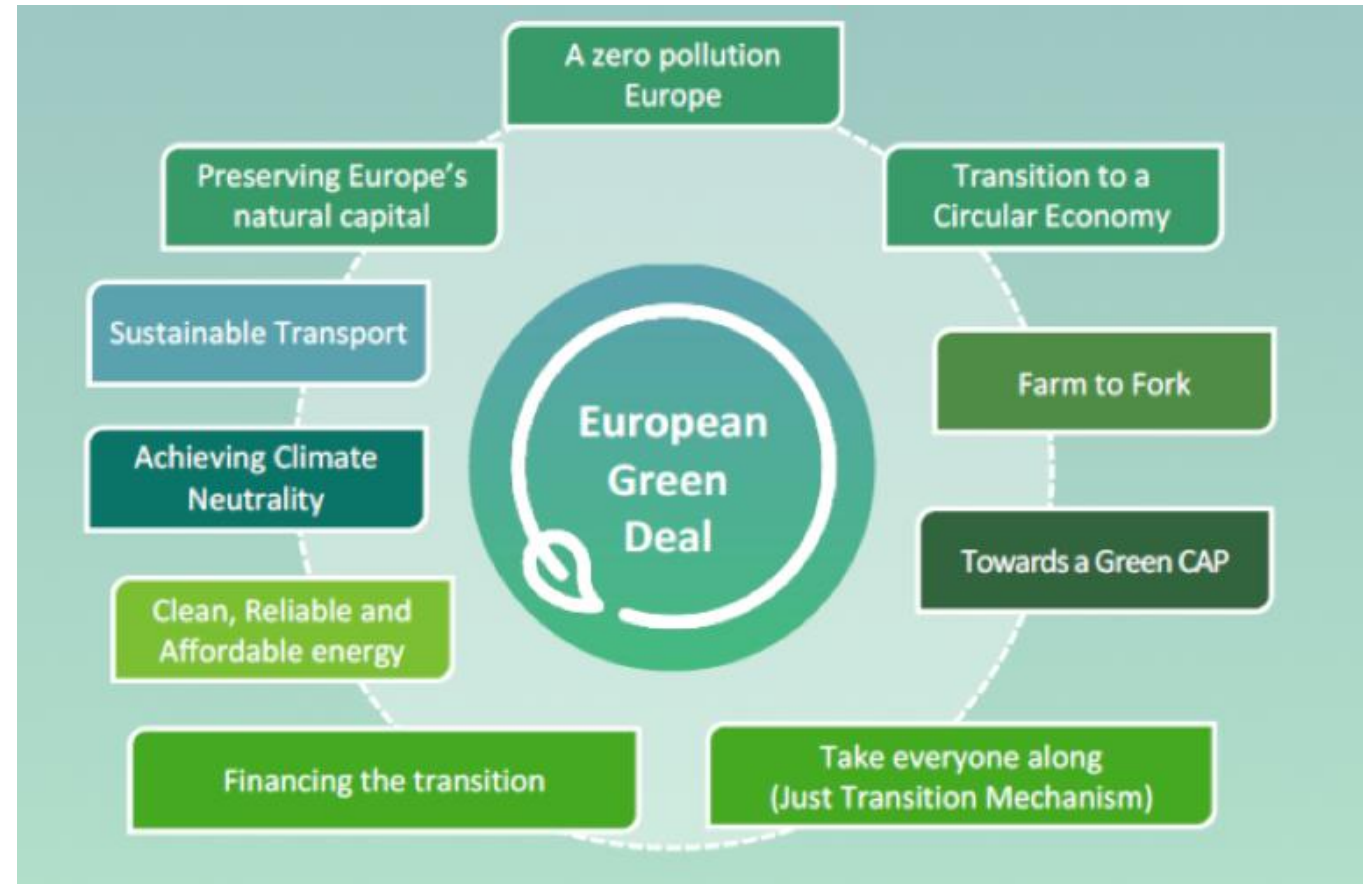 A zero pollution
Europe
Preserving Europe's
natural capital
Transition to a
Circular Economy
Sustainable Transport
Farm to Fork
European
Green
Deal
Achieving Climate
Neutrality
Towards a Green CAP
Clean, Reliable and
Affordable energy
Financing the transition
Take everyone along
(Just Transition Mechanism)